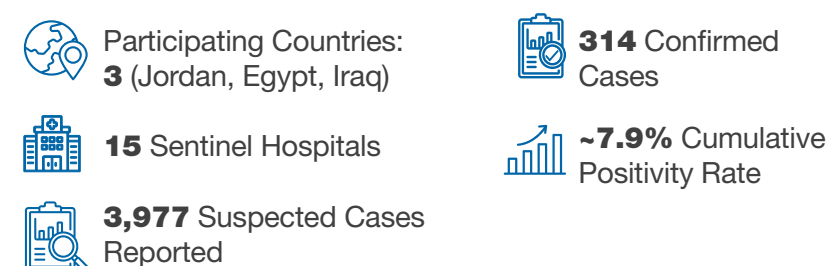 Participating Countries:
3 (Jordan, Egypt, Iraq)
15 Sentinel Hospitals
3,977 Suspected Cases
Reported
314 Confirmed
Cases
~7.9% Cumulative
Positivity Rate